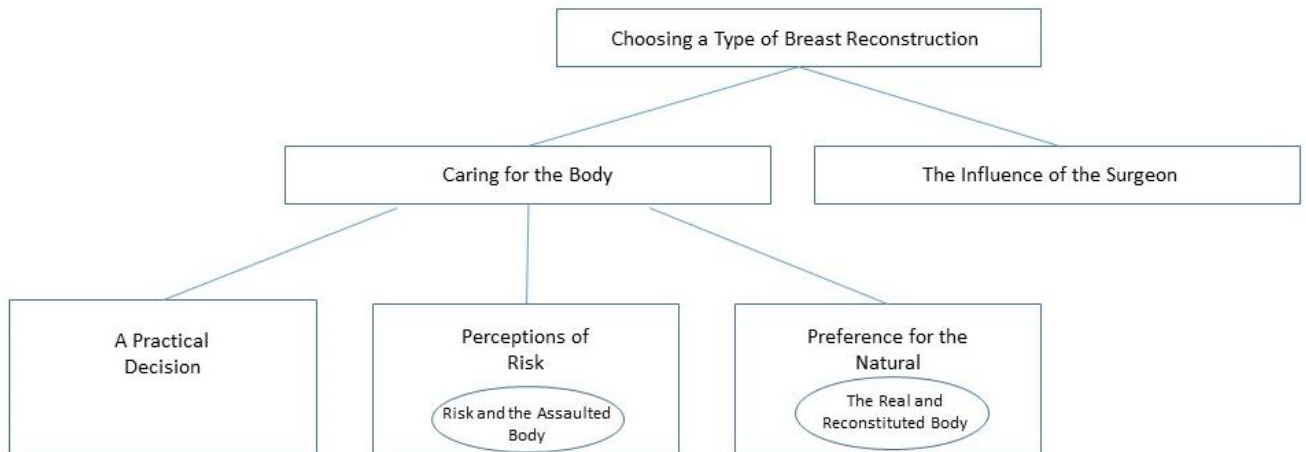 Choosing a Type of Breast Reconstruction
Caring for the Body
The Influence of the Surgeon
A Practical
Decision
Perceptions of
Risk
Risk and the Assaulted
Body
Preference for the
Natural
The Real and
Reconstituted Body